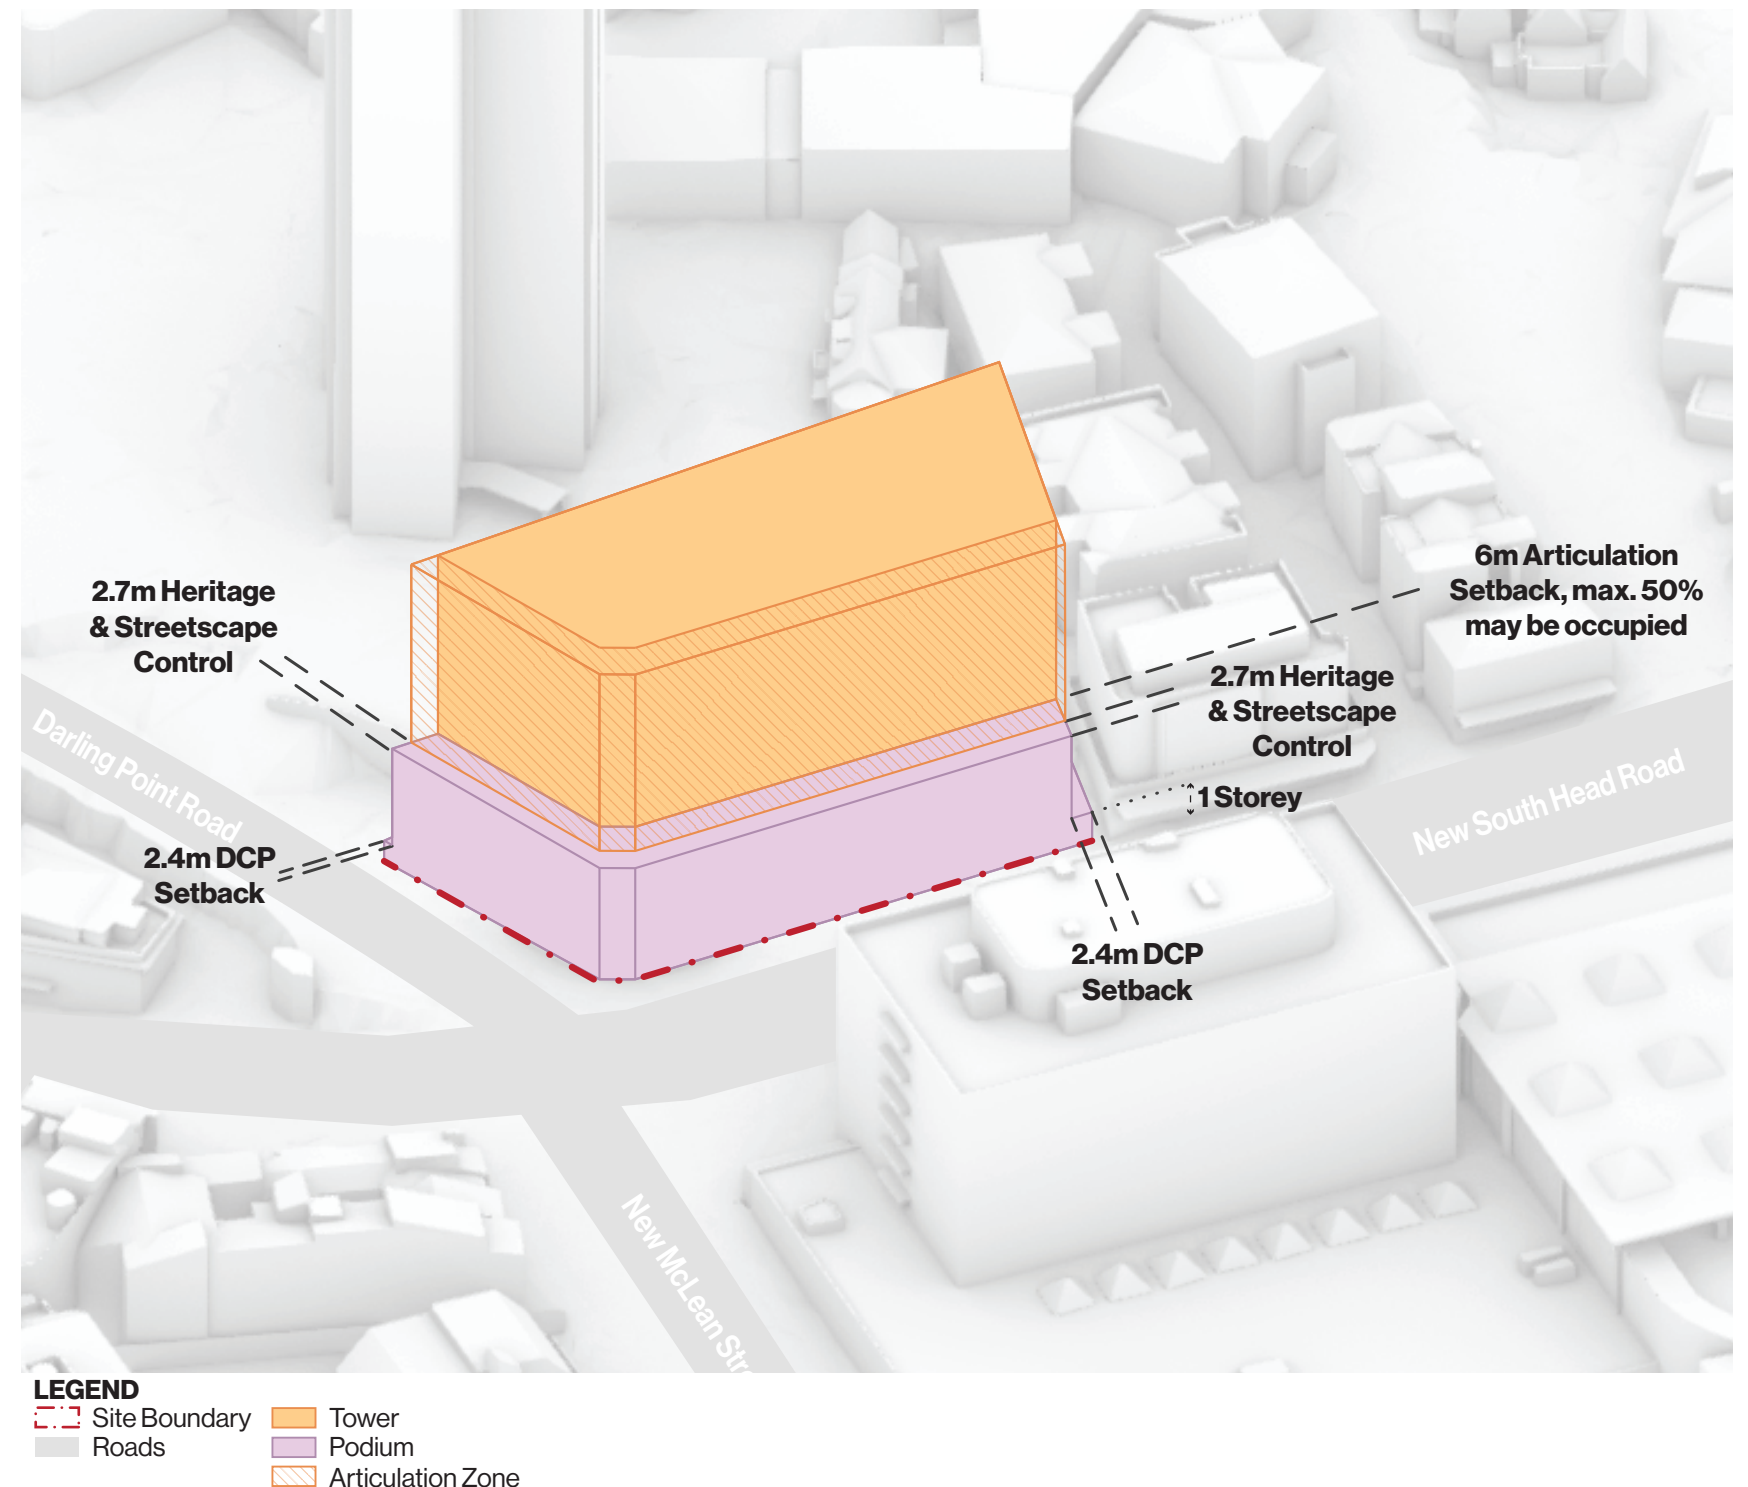 2.7m Heritage
& Streetscape
Control
6m Articulation
Setback, max. 50%
may be occupied
2.7m Heritage
& Streetscape
Control
1 Storey
Darling Point Road
New South Head Road
2.4m DCP
Setback
2.4m DCP
Setback
New McLean Stre
LEGEND
Site Boundary
Roads
Tower
Podium
Articulation Zone